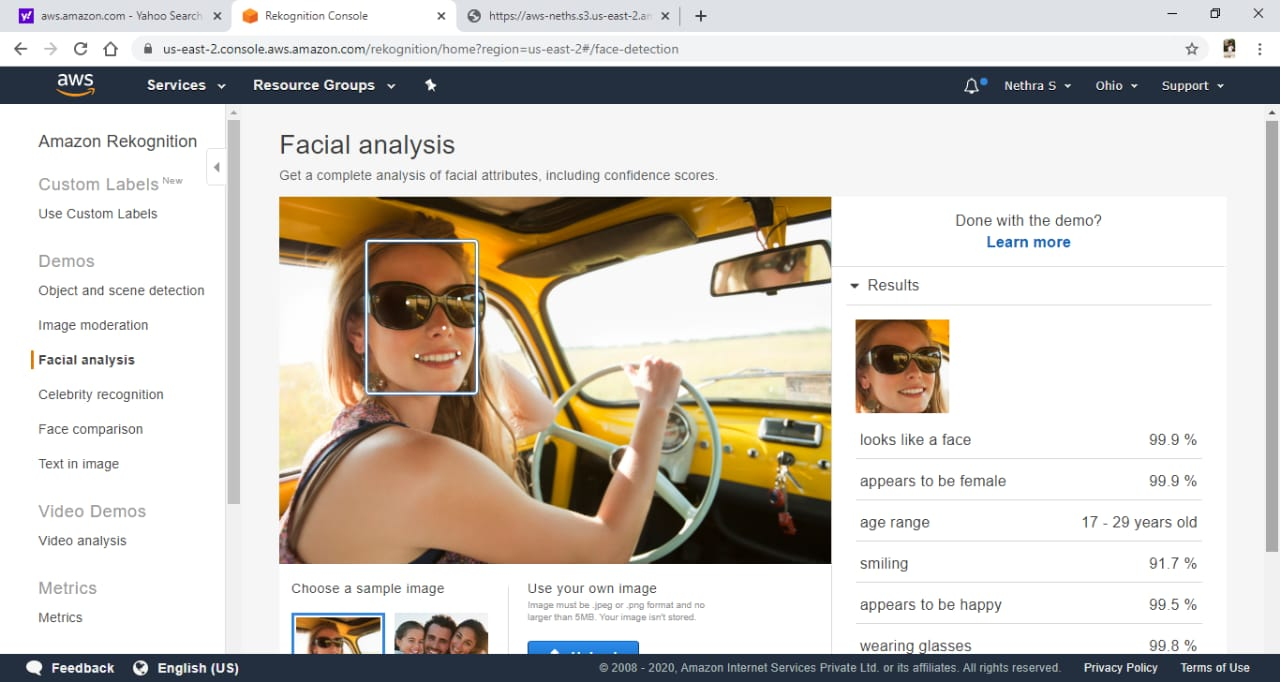 aws.amazon.com - Yahoo Search
Rekognition Console
https://aws-neths.s3.us-east-2.an
us-east-2.console.aws.amazon.com/rekognition/home?region=us-east-2#/face-detection
aws
Services
Resource Groups
Nethra S
Ohio
Support
Amazon Rekognition
Custom Labels New
Use Custom Labels
Demos
Object and scene detection
Image moderation
Facial analysis
Celebrity recognition
Face comparison
Text in image
Video Demos
Video analysis
Metrics
Metrics
Facial analysis
Get a complete analysis of facial attributes, including confidence scores.
Choose a sample image
Use your own image
Image must be .jpeg or .png format and no
larger than 5MB. Your image isn't stored.
Done with the demo?
Learn more
Results
looks like a face 99.9 %
appears to be female 99.9 %
age range 17 - 29 years old
smiling 91.7 %
appears to be happy 99.5 %
wearing glasses 99.8 %
Feedback
English (US)
© 2008 - 2020, Amazon Internet Services Private Ltd. or its affiliates. All rights reserved.
Privacy Policy
Terms of Use